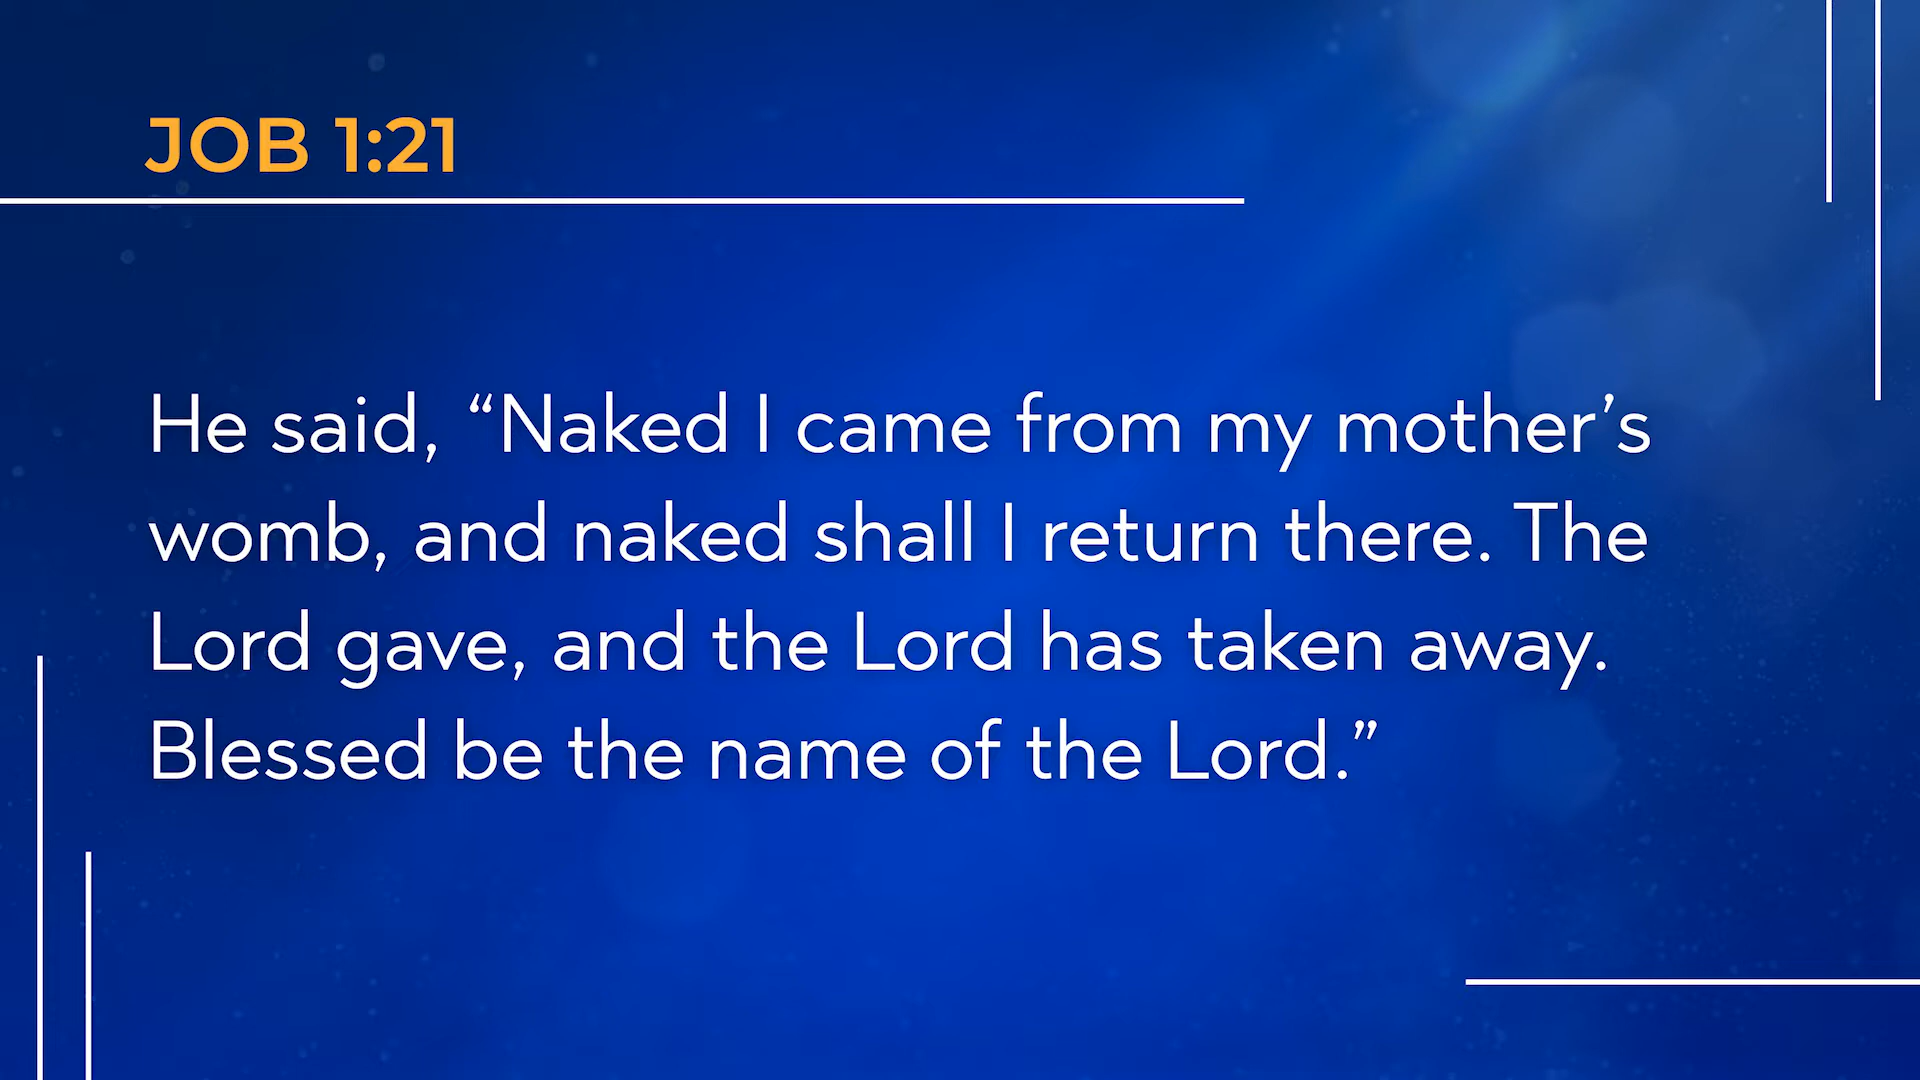 JOB 1:21
He said, “Naked I came from my mother’s
womb, and naked shall I return there. The
Lord gave, and the Lord has taken away.
Blessed be the name of the Lord.”